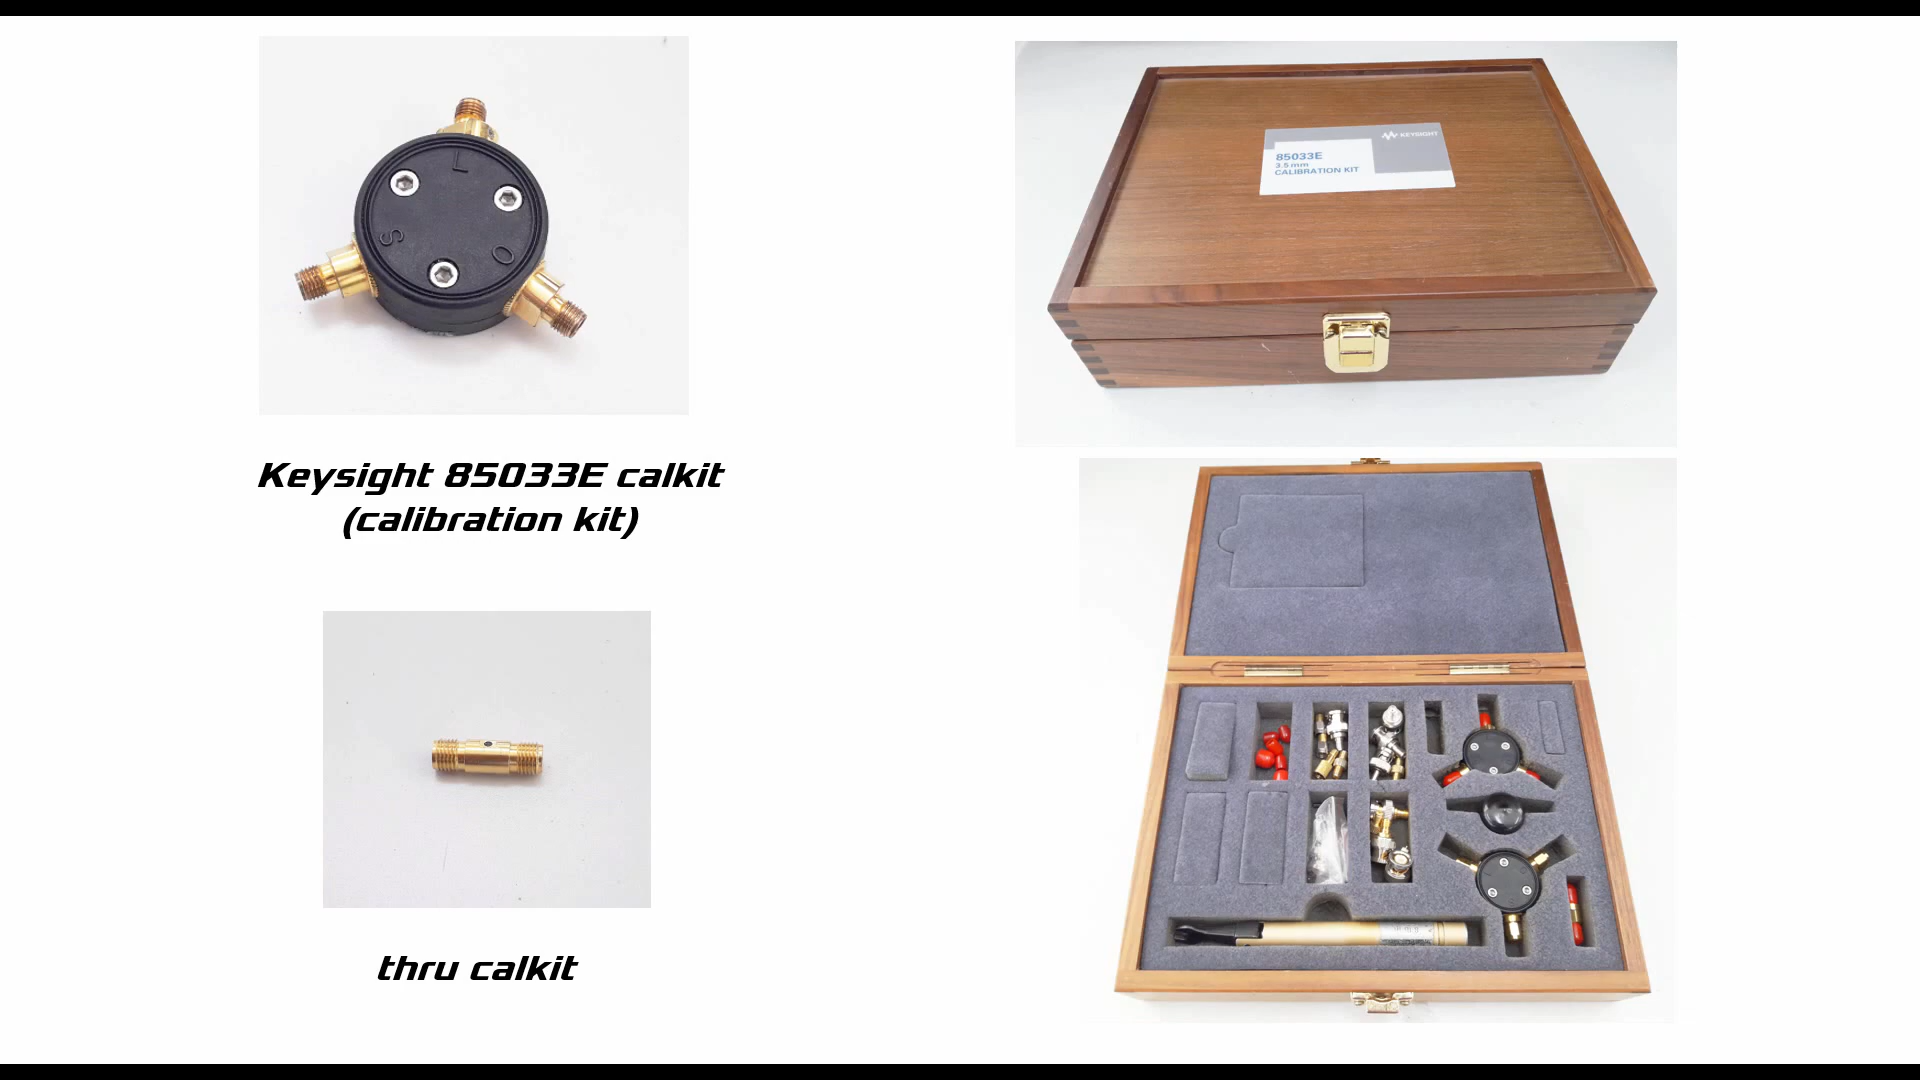 L
S
O
Keysight 85033E calkit
(calibration kit)
thru calkit
KEYSIGHT
85033E
3.5 mm
CALIBRATION KIT